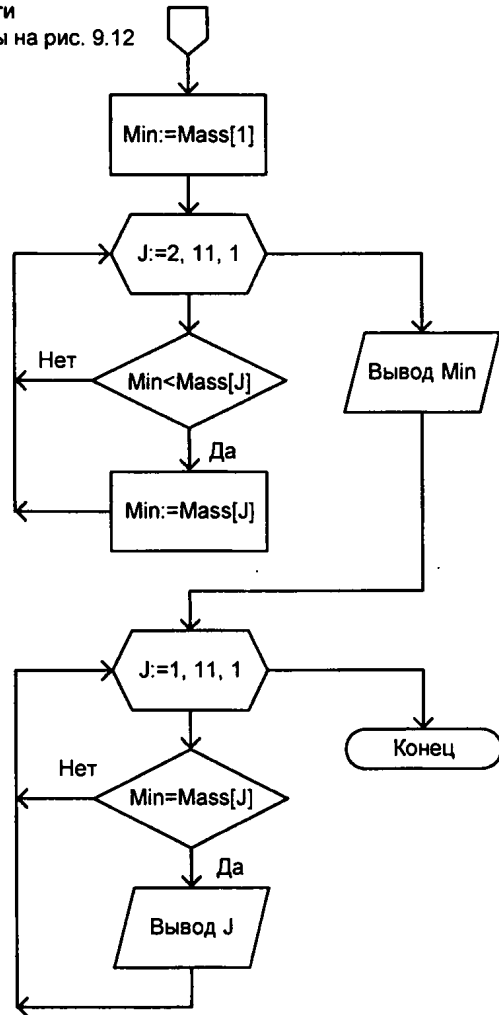 ти
ы на рис. 9.12
Min:=Mass[1]
J:=2, 11, 1
Нет
Min<Mass[J]
Вывод Min
Да
Min:=Mass[J]
J:=1, 11, 1
Конец
Нет
Min=Mass[J]
Да
Вывод J